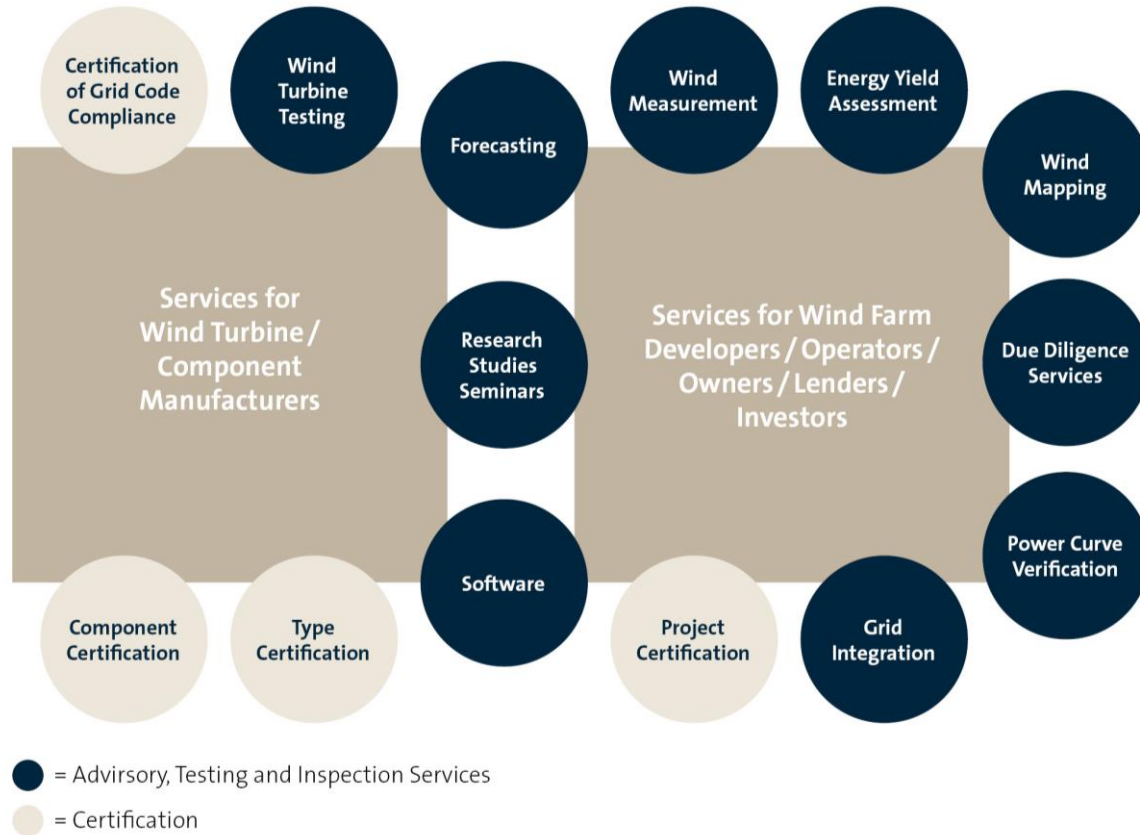 Certification
of Grid Code
Compliance
Wind
Turbine
Testing
Forecasting
Wind
Measurement
Energy Yield
Assessment
Wind
Mapping
Services for
Wind Turbine /
Component
Manufacturers
Research
Studies
Seminars
Services for Wind Farm
Developers / Operators /
Owners / Lenders /
Investors
Due Diligence
Services
Component
Certification
Type
Certification
Software
Project
Certification
Grid
Integration
Power Curve
Verification
= Advirsory, Testing and Inspection Services
= Certification